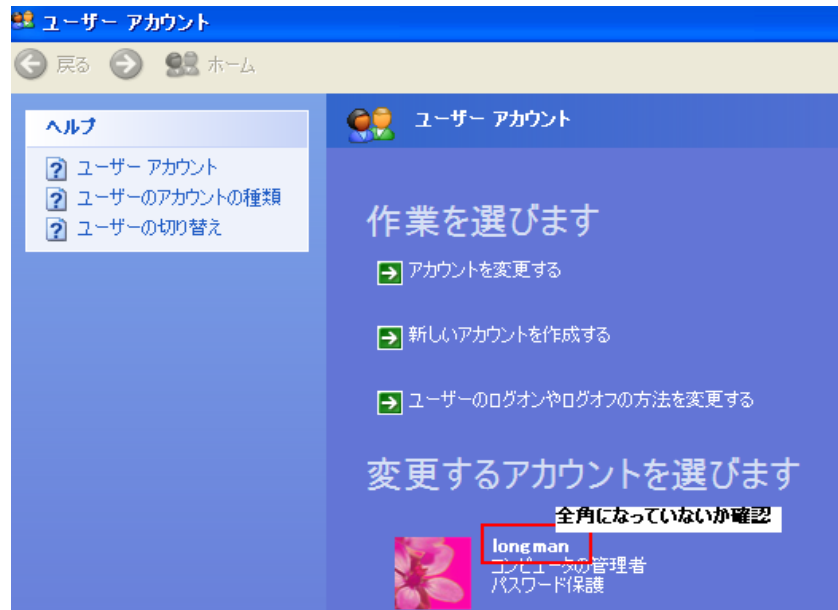 ユーザー アカウント
戻る ホーム
ヘルプ
ユーザー アカウント
ユーザーのアカウントの種類
ユーザーの切り替え
ユーザー アカウント
作業を選びます
アカウントを変更する
新しいアカウントを作成する
ユーザーのログオンやログオフの方法を変更する
変更するアカウントを選びます
全角になっていないか確認
longman
コンピュータの管理者
パスワード保護